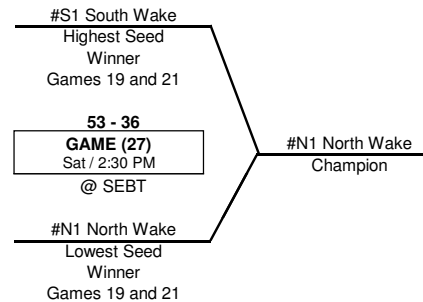 #S1 South Wake
Highest Seed
Winner
Games 19 and 21
53 - 36
GAME (27)
Sat / 2:30 PM
@ SEBT
#N1 North Wake
Champion
#N1 North Wake
Lowest Seed
Winner
Games 19 and 21